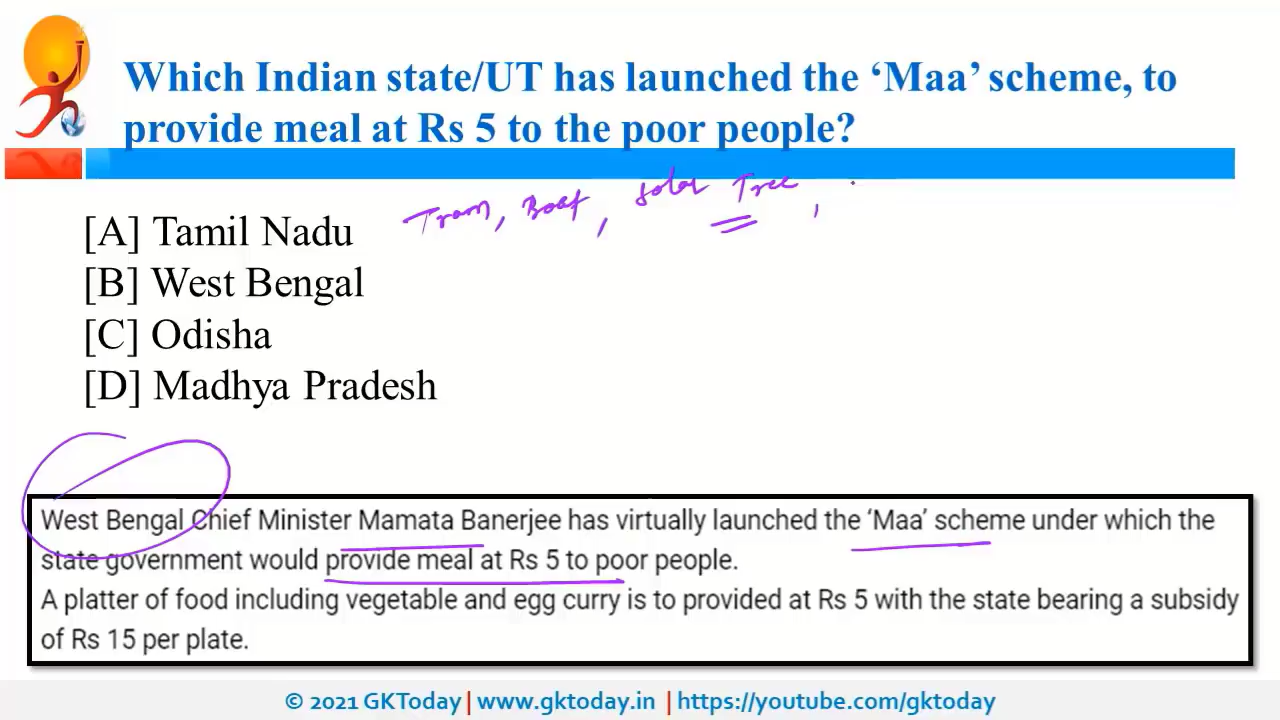 Which Indian state/UT has launched the ‘Maa’ scheme, to
provide meal at Rs 5 to the poor people?
Tram, Boat, Solar Tree,
[A] Tamil Nadu
[B] West Bengal
[C] Odisha
[D] Madhya Pradesh
West Bengal Chief Minister Mamata Banerjee has virtually launched the ‘Maa’ scheme under which the
state government would provide meal at Rs 5 to poor people.
A platter of food including vegetable and egg curry is to provided at Rs 5 with the state bearing a subsidy
of Rs 15 per plate.
© 2021 GKToday | www.gktoday.in | https://youtube.com/gktoday